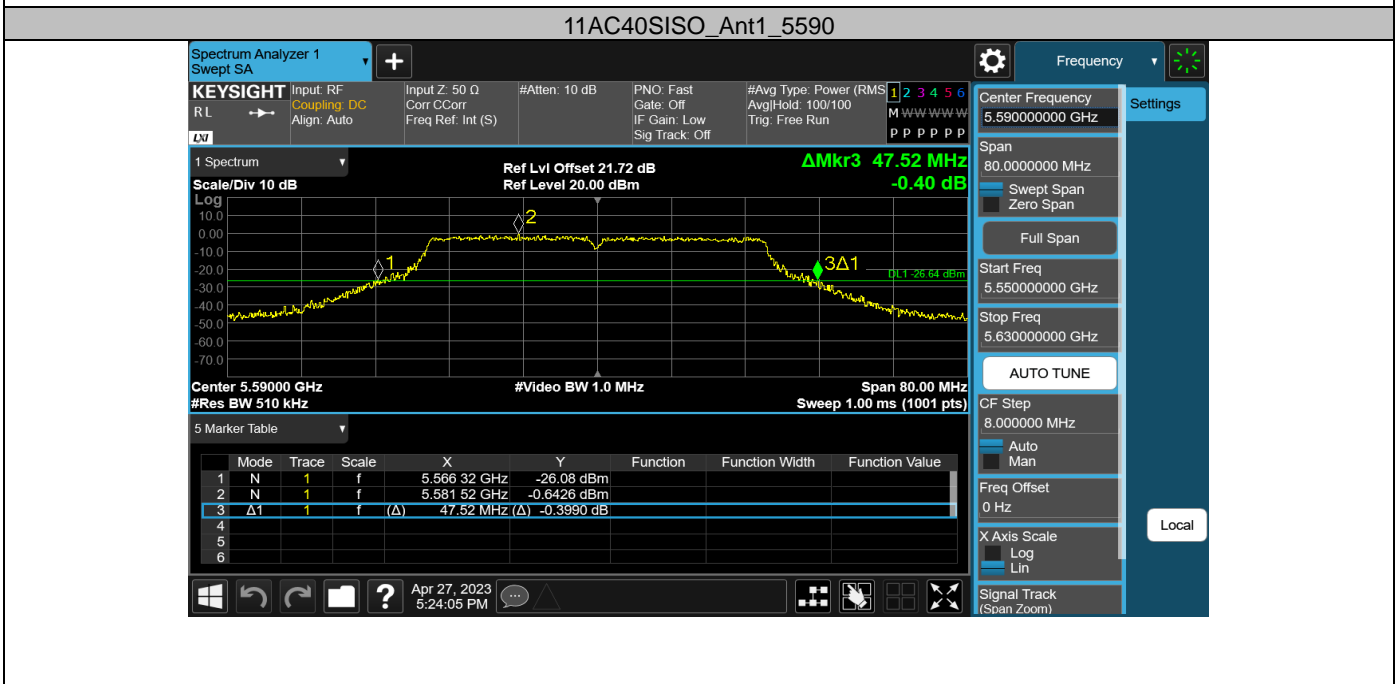 11AC40SISO_Ant1_5590
Spectrum Analyzer 1
Swept SA
Frequency
KEYSIGHT
RL
LXI
Input: RF
Coupling: DC
Align: Auto
Input Z: 50 Ω
Corr CCorr
Freq Ref: Int (S)
#Atten: 10 dB
PNO: Fast
Gate: Off
IF Gain: Low
Sig Track: Off
#Avg Type: Power (RMS
Avg|Hold: 100/100
Trig: Free Run
1 2 3 4 5 6
M W W W W W
P P P P P P
1 Spectrum
Scale/Div 10 dB
Ref Lvl Offset 21.72 dB
Ref Level 20.00 dBm
ΔMkr3 47.52 MHz
-0.40 dB
Log
10.0
0.00
-10.0
-20.0
-30.0
-40.0
-50.0
-60.0
-70.0
1
2
3Δ1
DL1 -26.64 dBm
Center 5.59000 GHz
#Video BW 1.0 MHz
Span 80.00 MHz
#Res BW 510 kHz
Sweep 1.00 ms (1001 pts)
5 Marker Table
Mode Trace Scale X Y Function Function Width Function Value
1 N 1 f 5.566 32 GHz -26.08 dBm
2 N 1 f 5.581 52 GHz -0.6426 dBm
3 Δ1 1 f (Δ) 47.52 MHz (Δ) -0.3990 dB
4
5
6
?
Apr 27, 2023
5:24:05 PM
Center Frequency
5.590000000 GHz
Settings
Span
80.0000000 MHz
Swept Span
Zero Span
Full Span
Start Freq
5.550000000 GHz
Stop Freq
5.630000000 GHz
AUTO TUNE
CF Step
8.000000 MHz
Auto
Man
Freq Offset
0 Hz
X Axis Scale
Log
Lin
Local
Signal Track
(Span Zoom)